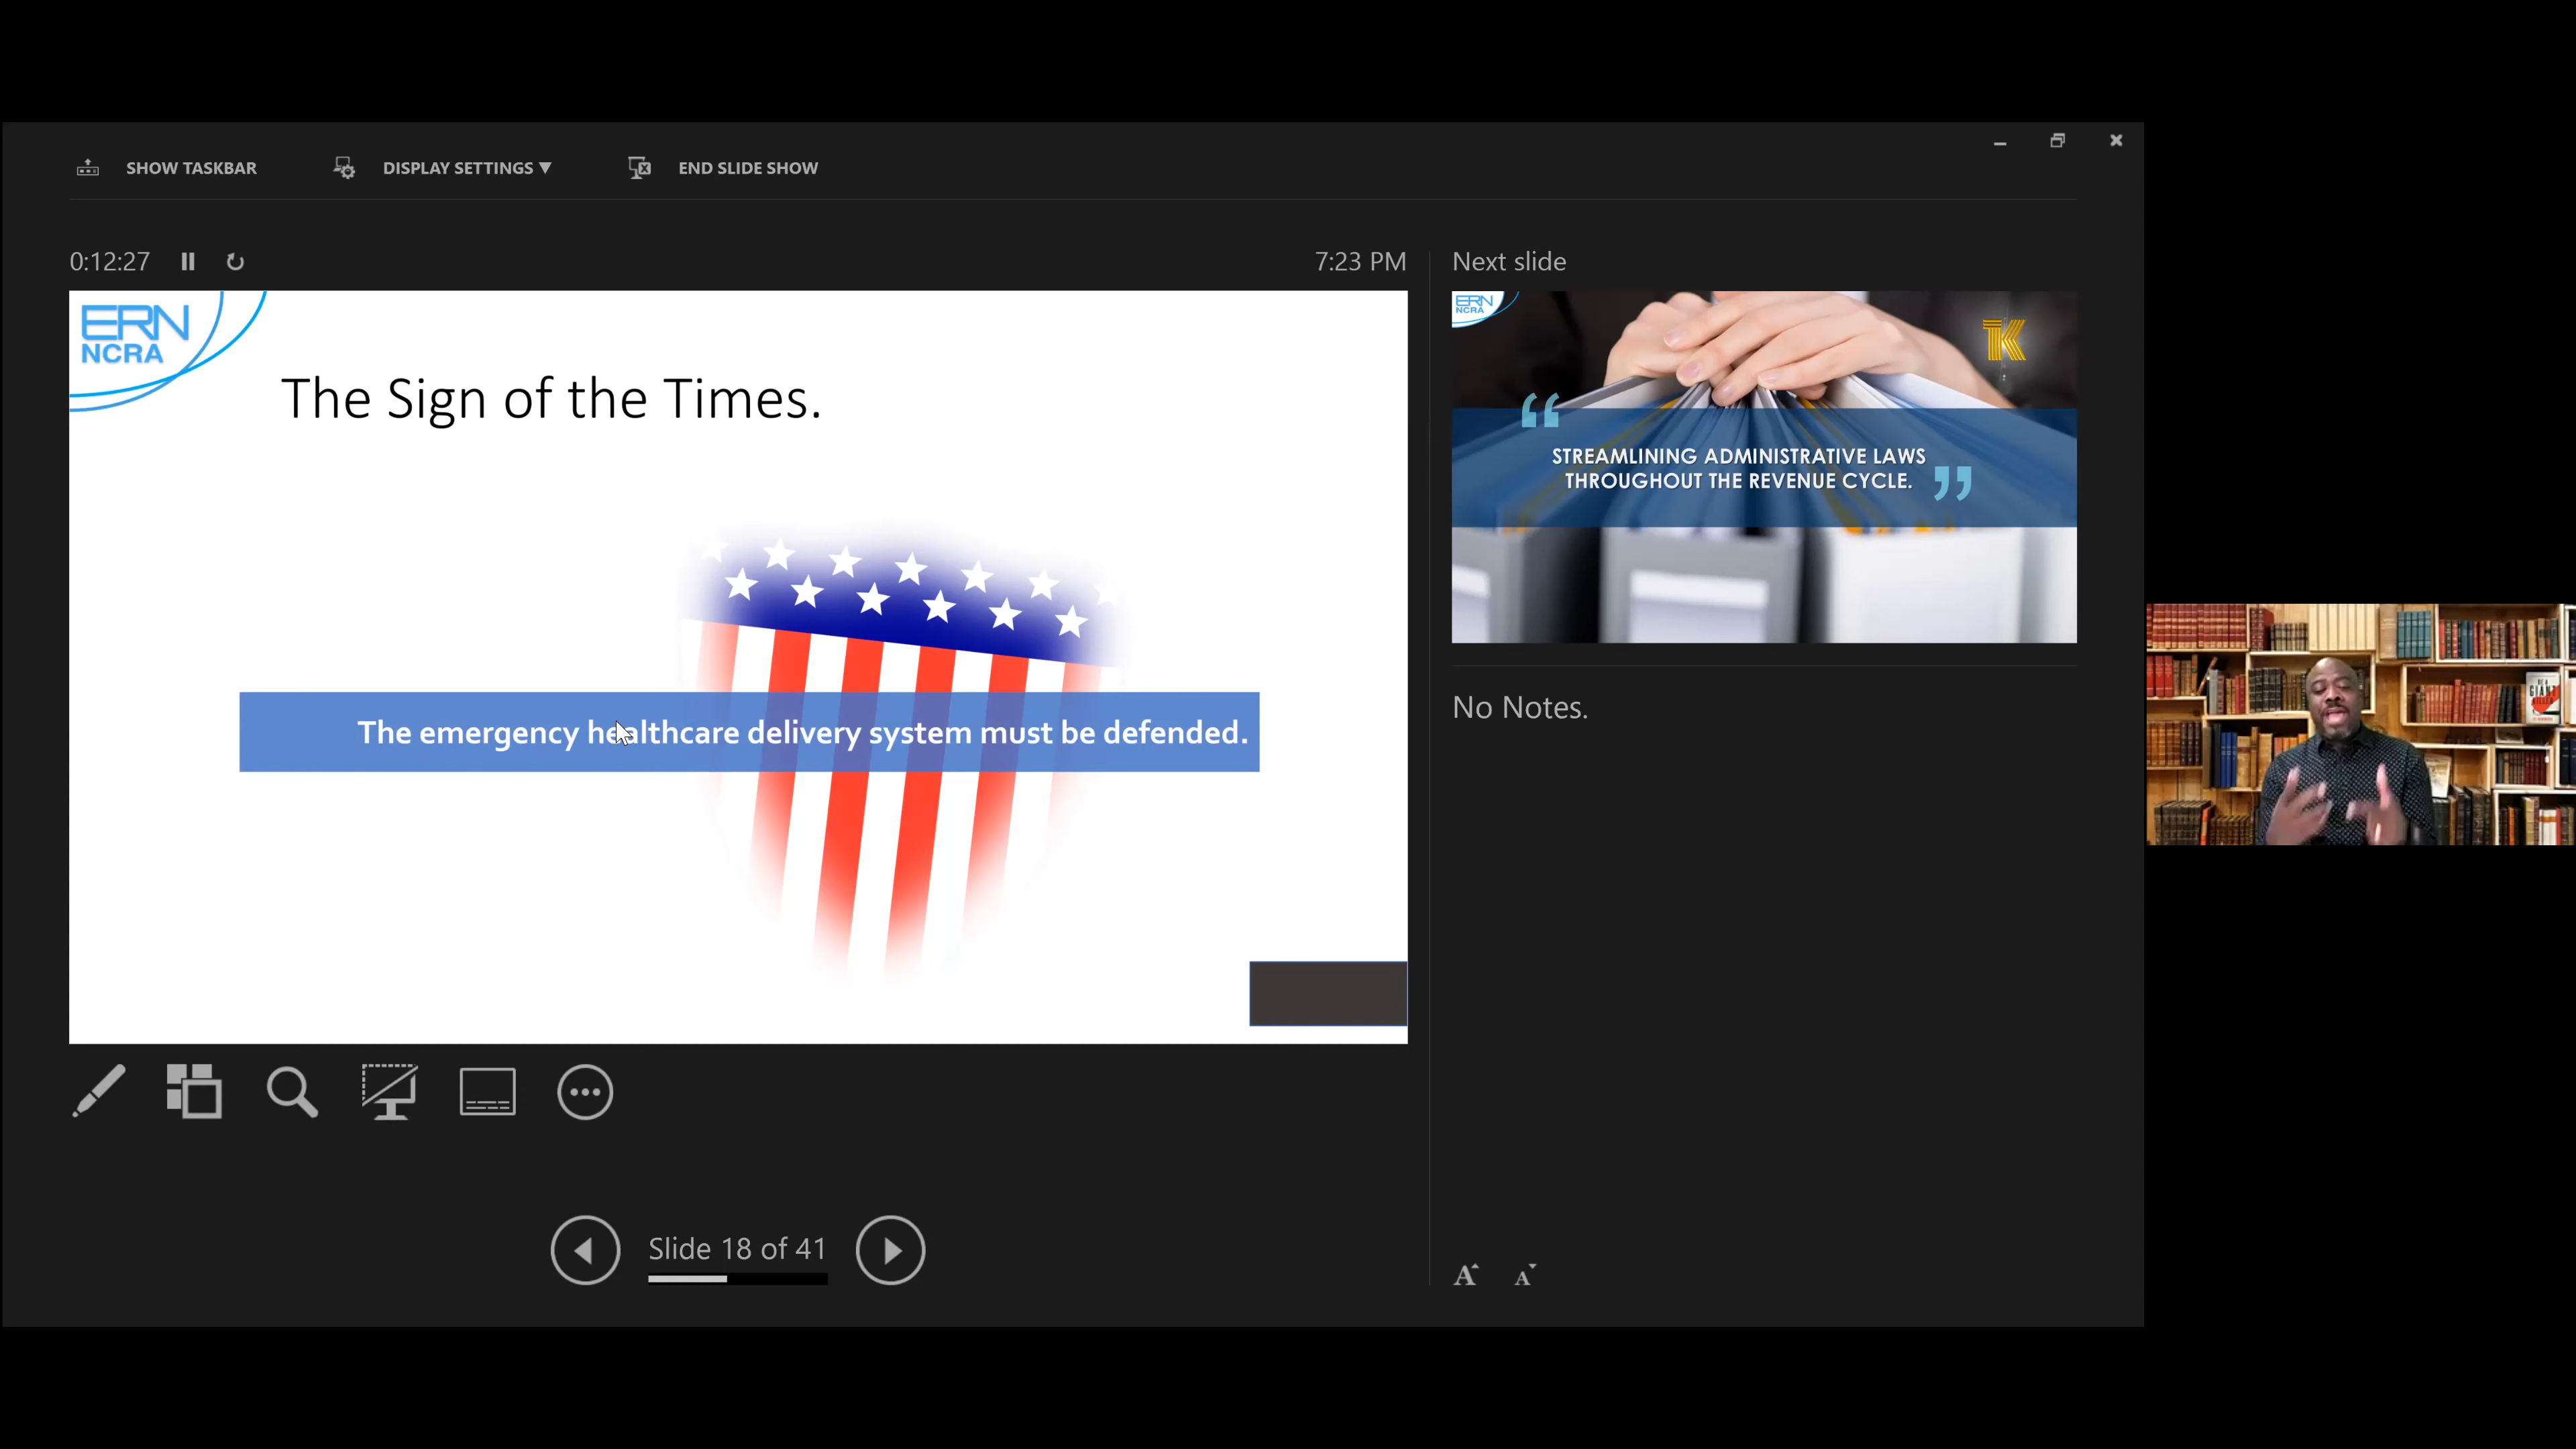 SHOW TASKBAR
DISPLAY SETTINGS ▼
END SLIDE SHOW
0:12:27
7:23 PM
ERN
NCRA
The Sign of the Times.
The emergency healthcare delivery system must be defended.
Slide 18 of 41
Next slide
ERN
NCRA
TK
“
STREAMLINING ADMINISTRATIVE LAWS
THROUGHOUT THE REVENUE CYCLE.
”
No Notes.
A A
GIANT